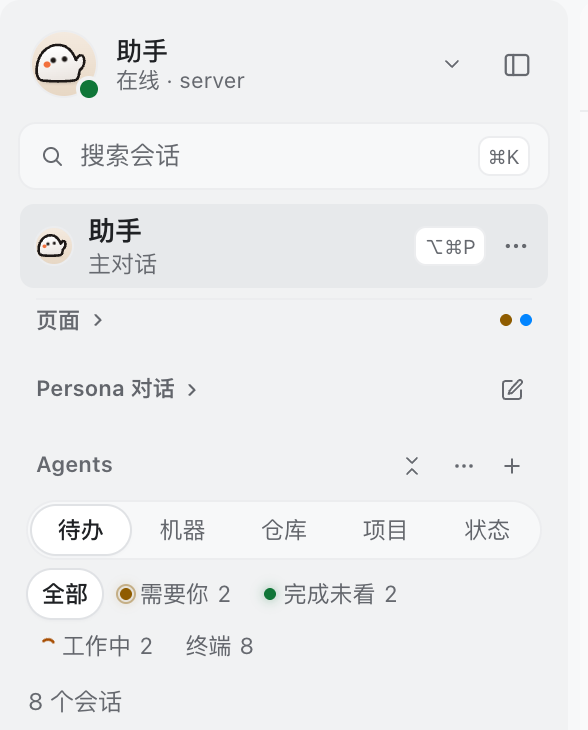 助手
在线 · server
搜索会话 ⌘K
助手
主对话 ⌥⌘P
页面
Persona 对话
Agents
待办 机器 仓库 项目 状态
全部 需要你 2 完成未看 2
工作中 2 终端 8
8 个会话